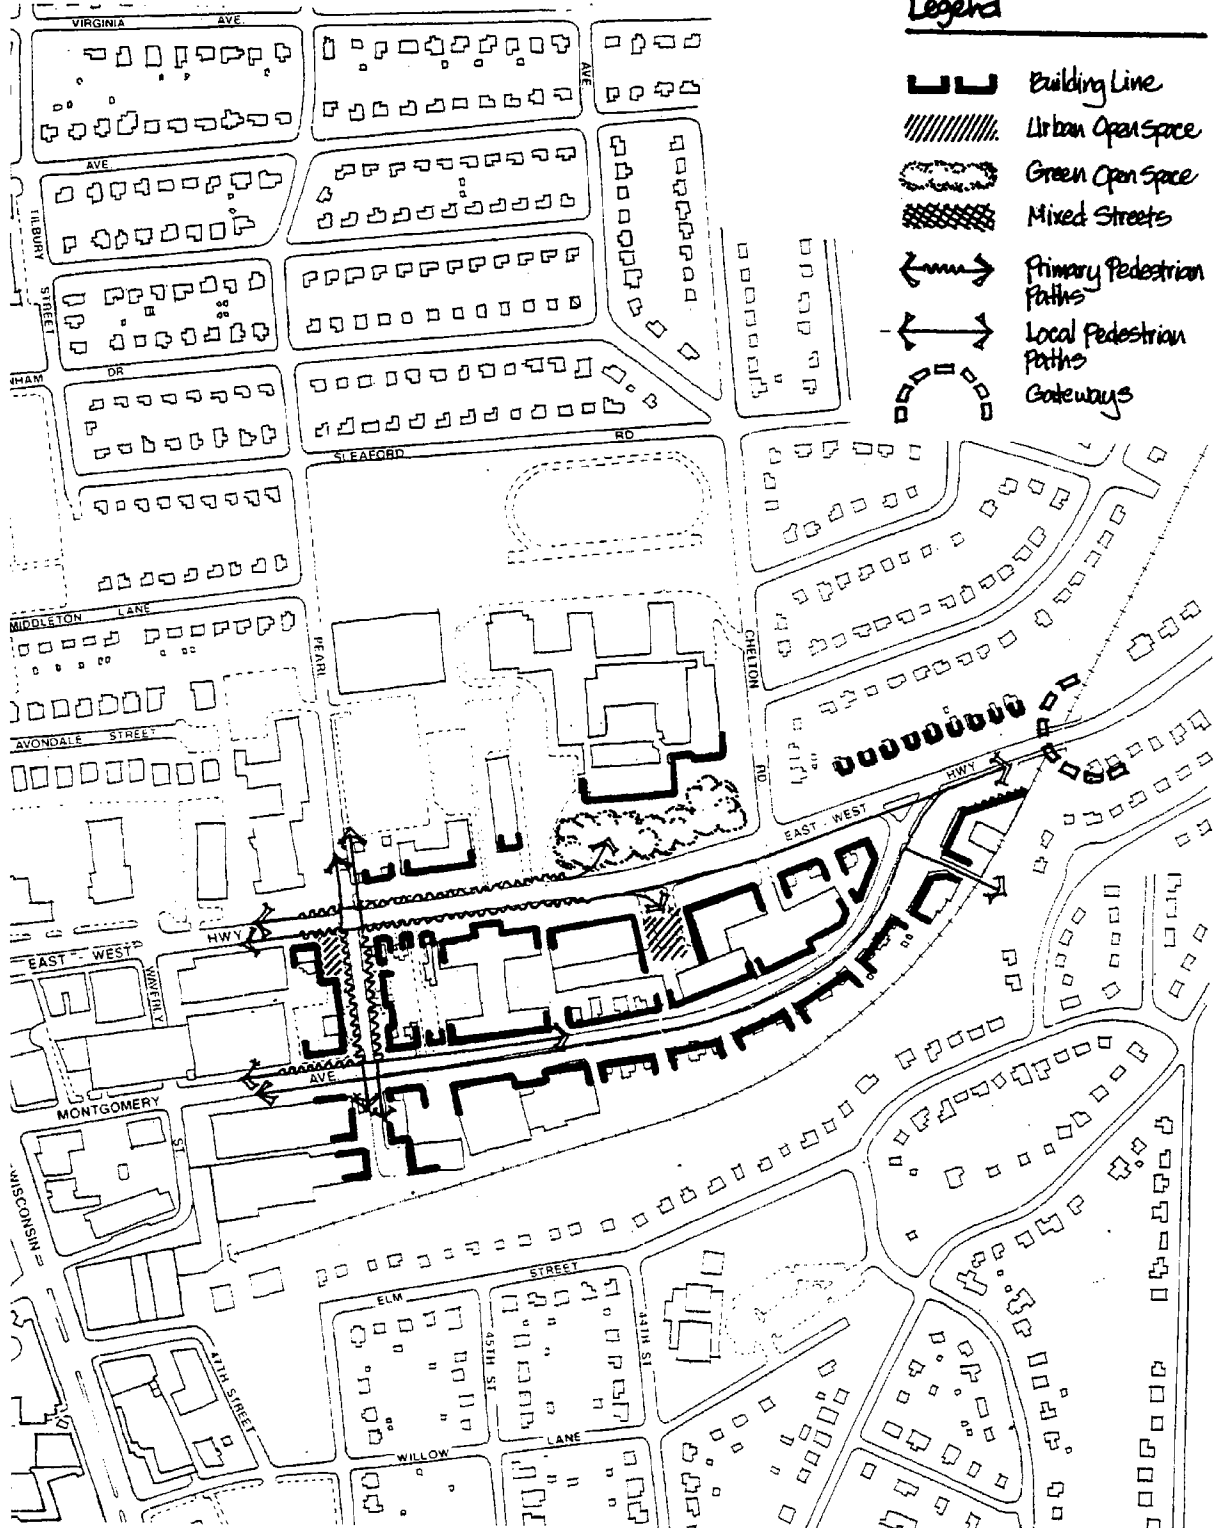 Legend
Building Line
Urban Open Space
Green Open Space
Mixed Streets
Primary Pedestrian
Paths
Local Pedestrian
Paths
Gateways
VIRGINIA AVE.
AVE.
AVE.
TILBURY
STREET
NHAM DR
SLEAFORD RD
MIDDLETON LANE
PEARL
CHELTON
RD
AVONDALE STREET
HWY
EAST - WEST
HWY
EAST - WEST
WAVERLY
AVE.
MONTGOMERY
ST.
WISCONSIN
STREET
ELM
45TH ST.
44TH ST.
47TH STREET
LANE
WILLOW